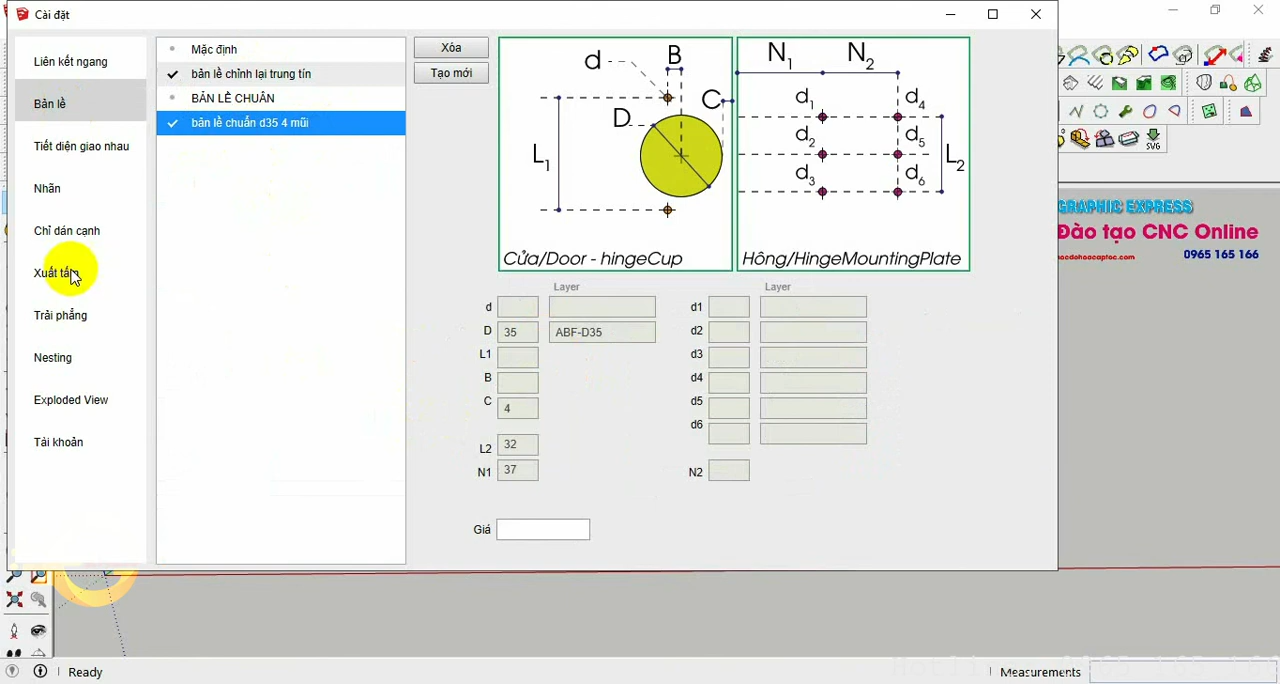 Cài đặt
Liên kết ngang
Bản lề
Tiết diện giao nhau
Nhãn
Chỉ dán cạnh
Xuất tấm
Trải phẳng
Nesting
Exploded View
Tài khoản
Mặc định
bản lề chỉnh lại trung tín
BẢN LỀ CHUẨN
bản lề chuẩn d35 4 mũi
Xóa
Tạo mới
d
B
C
D
L1
Cửa/Door - hingeCup
N1
N2
d1
d4
d2
d5
d3
d6
L2
Hông/HingeMountingPlate
Layer
d
D 35 ABF-D35
L1
B
C 4
L2 32
N1 37
Layer
d1
d2
d3
d4
d5
d6
N2
Giá
SVG
GRAPHIC EXPRESS
Đào tạo CNC Online
0965 165 166
Ready
Measurements